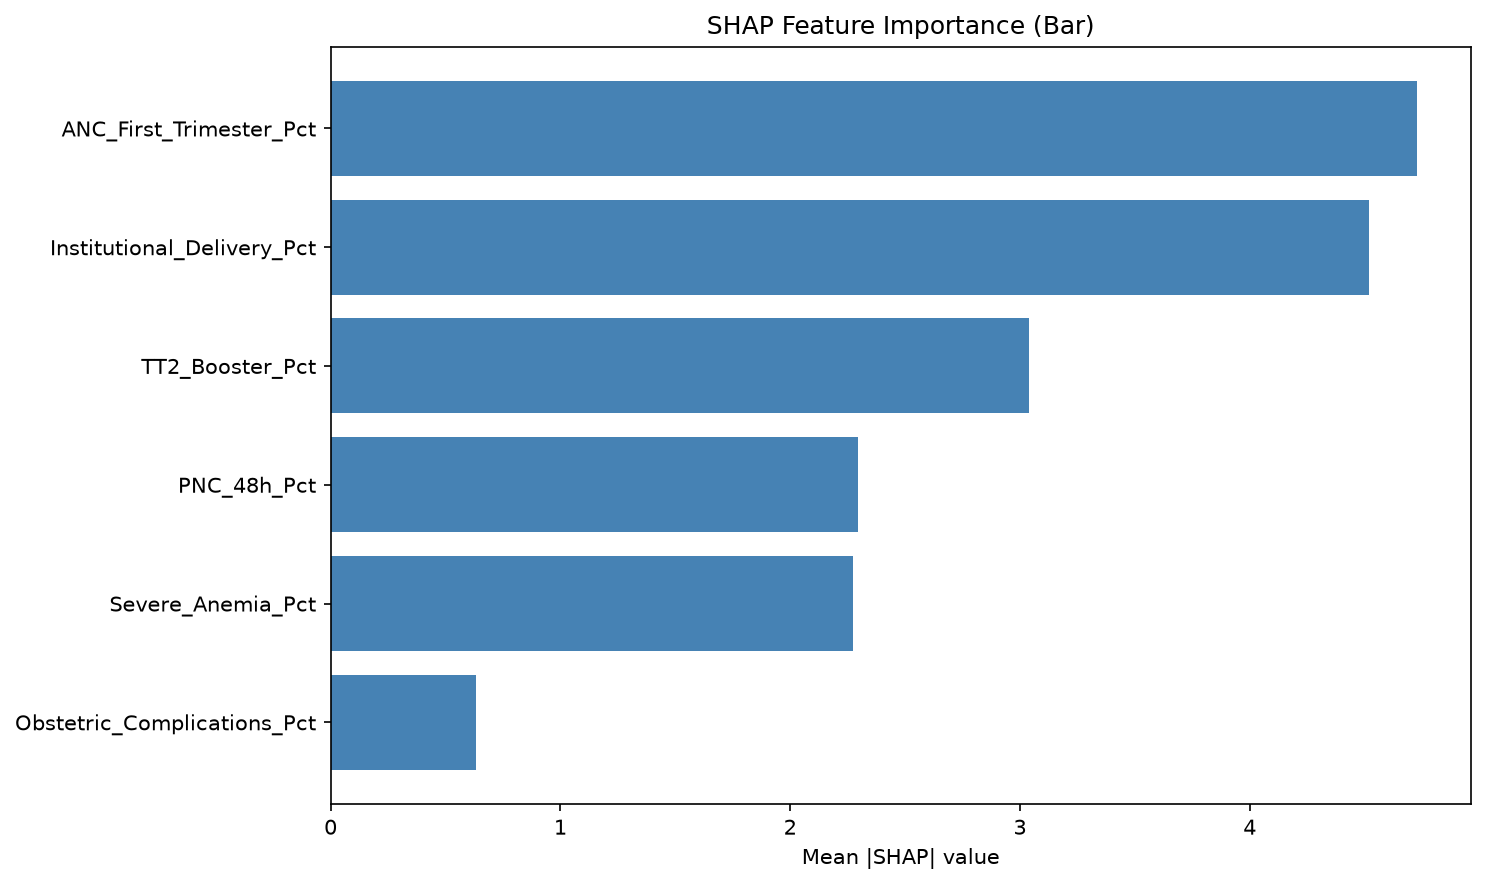 SHAP Feature Importance (Bar)
ANC_First_Trimester_Pct
Institutional_Delivery_Pct
TT2_Booster_Pct
PNC_48h_Pct
Severe_Anemia_Pct
Obstetric_Complications_Pct
0 1 2 3 4
Mean |SHAP| value